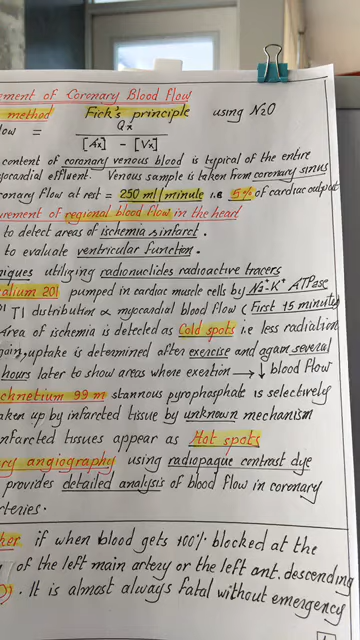 ement of Coronary Blood Flow
method Fick's principle using N2O
low = Qx
[Ax] - [Vx]
content of coronary venous blood is typical of the entire
yocardial effluent. Venous sample is taken from coronary sinus
onary flow at rest = 250 ml/minute i.e 5% of cardiac output
urement of regional blood flow in the heart
to detect areas of ischemia & infarct.
to evaluate ventricular function.
niques utilizing radionuclides radioactive tracers
allium 201 pumped in cardiac muscle cells by Na+-K+ ATPase
Tl distribution ∝ myocardial blood flow (First 15 minutes)
Area of ischemia is detected as Cold spots i.e less radiation
gain, uptake is determined after exercise and again several
hours later to show areas where exertion → ↓ blood flow
chnetium 99 m stannous pyrophosphate is selectively
aken up by infarcted tissue by unknown mechanism
nfarcted tissues appear as Hot spots
ry angiography using radiopaque contrast dye
provides detailed analysis of blood flow in coronary
rteries.
if when blood gets 100% blocked at the
of the left main artery or the left ant. descending
. It is almost always fatal without emergency